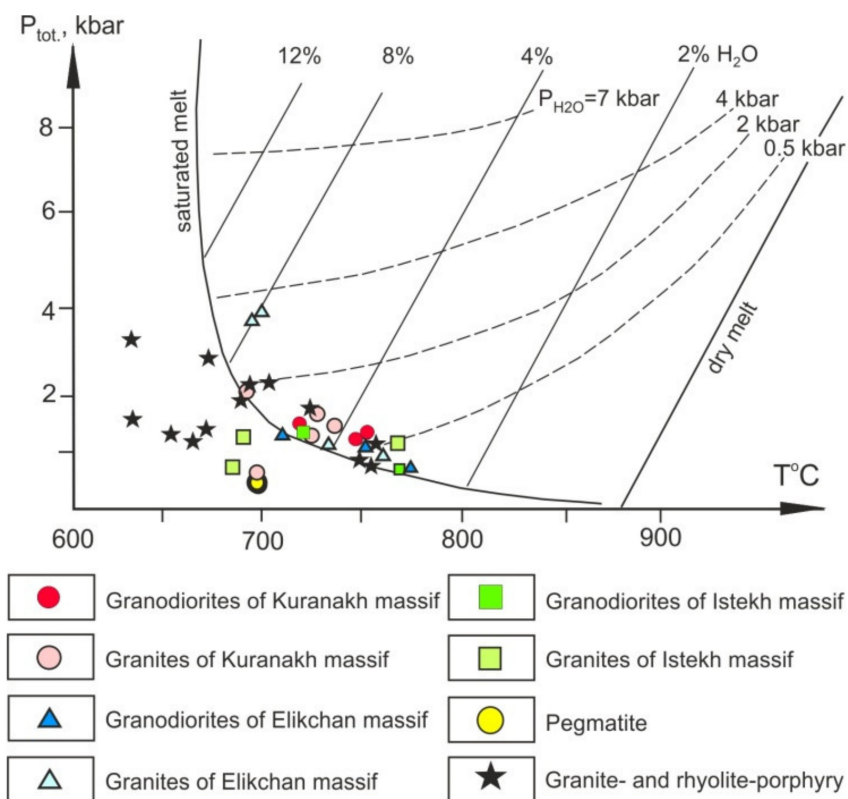 Ptot., kbar
12%
8%
4%
2% H2O
PH2O=7 kbar
4 kbar
2 kbar
0.5 kbar
saturated melt
dry melt
8
6
4
2
T°C
600
700
800
900
Granodiorites of Kuranakh massif
Granites of Kuranakh massif
Granodiorites of Elikchan massif
Granites of Elikchan massif
Granodiorites of Istekh massif
Granites of Istekh massif
Pegmatite
Granite- and rhyolite-porphyry